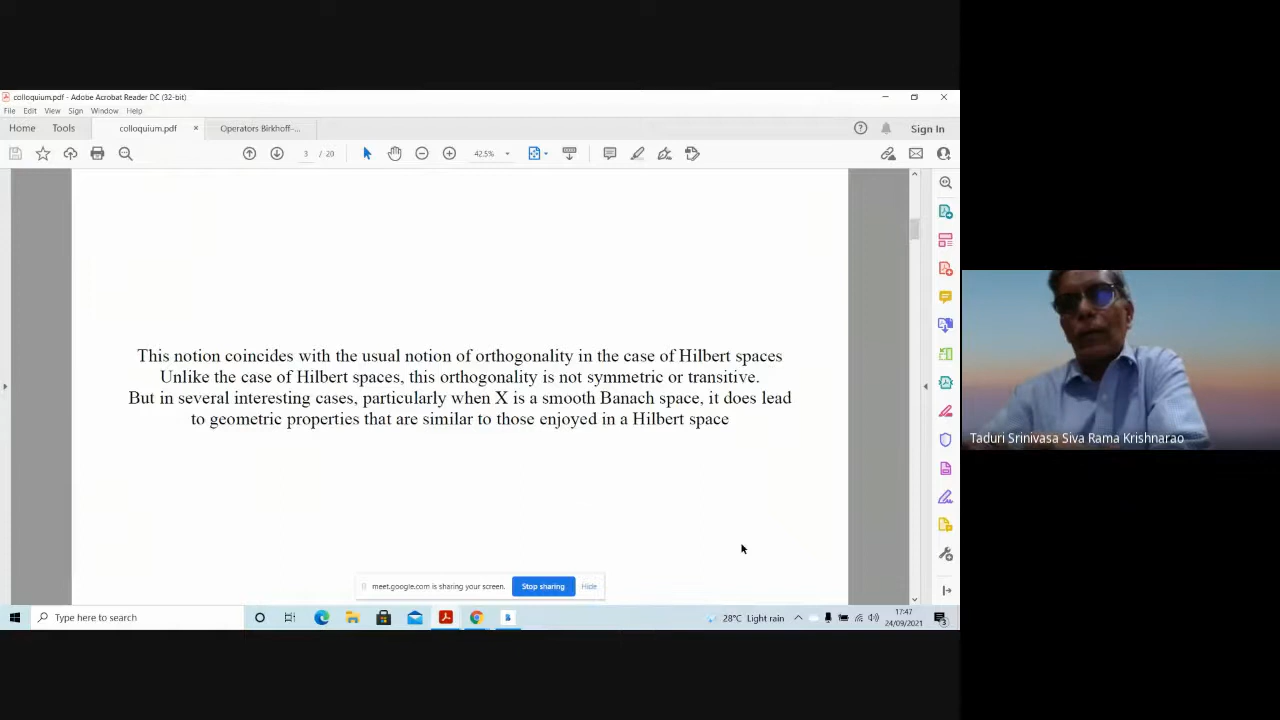 colloquium.pdf - Adobe Acrobat Reader DC (32-bit)
File Edit View Sign Window Help
Home Tools colloquium.pdf × Operators Birkhoff-... Sign In
3 / 20 42.5%
This notion coincides with the usual notion of orthogonality in the case of Hilbert spaces
Unlike the case of Hilbert spaces, this orthogonality is not symmetric or transitive.
But in several interesting cases, particularly when X is a smooth Banach space, it does lead
to geometric properties that are similar to those enjoyed in a Hilbert space
Taduri Srinivasa Siva Rama Krishnarao
meet.google.com is sharing your screen. Stop sharing Hide
Type here to search
28°C Light rain
17:47
24/09/2021
3